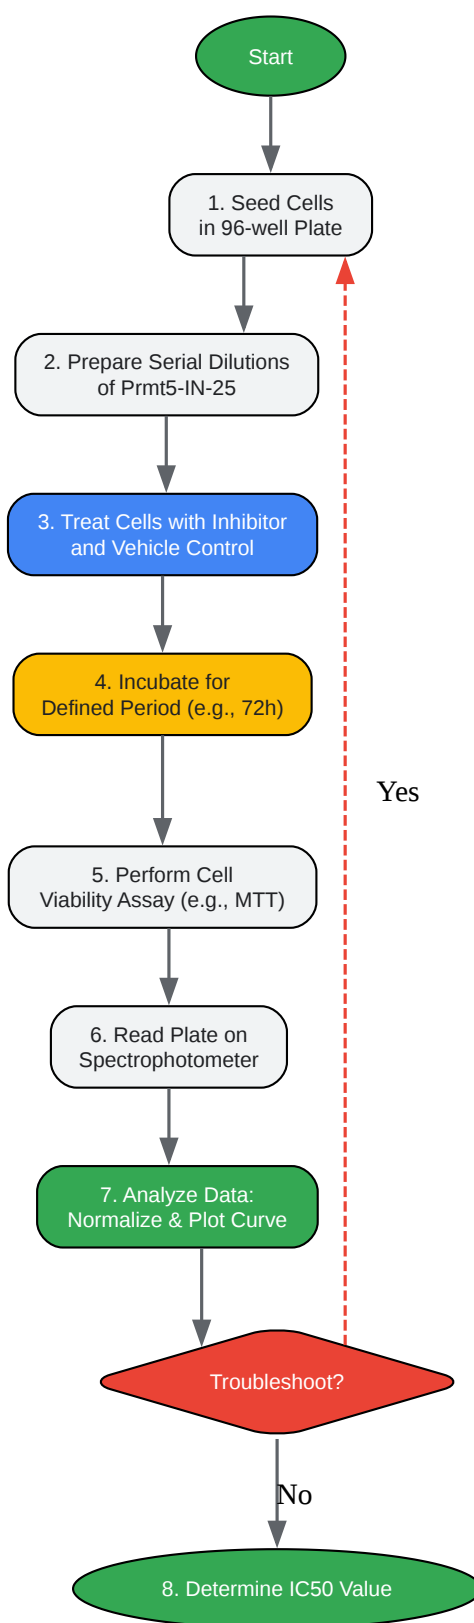 Start
1. Seed Cells
in 96-well Plate
2. Prepare Serial Dilutions
of Prmt5-IN-25
3. Treat Cells with Inhibitor
and Vehicle Control
4. Incubate for
Defined Period (e.g., 72h)
Yes
5. Perform Cell
Viability Assay (e.g., MTT)
6. Read Plate on
Spectrophotometer
7. Analyze Data:
Normalize & Plot Curve
Troubleshoot?
No
8. Determine IC50 Value